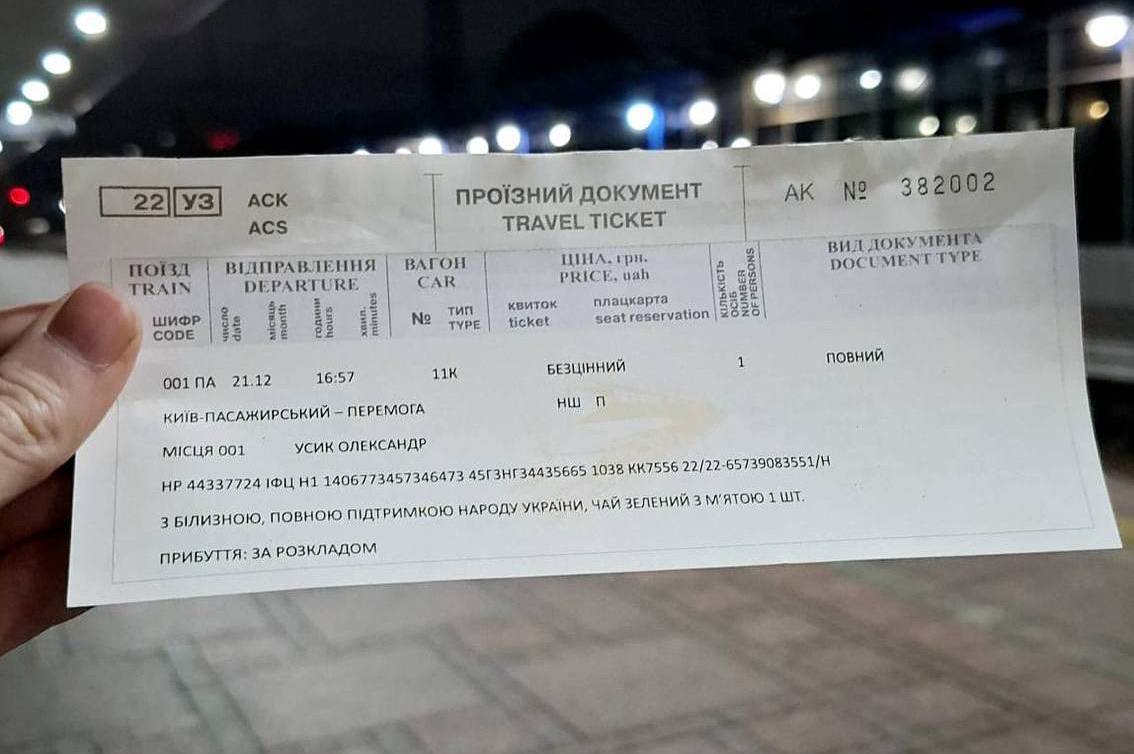 22 УЗ АСК ПРОЇЗНИЙ ДОКУМЕНТ АК № 382002
ACS TRAVEL TICKET
ПОЇЗД ВІДПРАВЛЕННЯ ВАГОН ЦІНА, грн. КІЛЬКІСТЬ ОСІБ ВИД ДОКУМЕНТА
TRAIN DEPARTURE CAR PRICE, uah NUMBER OF PERSONS DOCUMENT TYPE
ШИФР число місяць години хвил. № ТИП квиток плацкарта
CODE date month hours minutes TYPE ticket seat reservation
001 ПА 21.12 16:57 11К БЕЗЦІННИЙ 1 ПОВНИЙ
КИЇВ-ПАСАЖИРСЬКИЙ – ПЕРЕМОГА НШ П
МІСЦЯ 001 УСИК ОЛЕКСАНДР
НР 44337724 ІФЦ Н1 1406773457346473 45ГЗНГ34435665 1038 КК7556 22/22-65739083551/Н
З БІЛИЗНОЮ, ПОВНОЮ ПІДТРИМКОЮ НАРОДУ УКРАЇНИ, ЧАЙ ЗЕЛЕНИЙ З М'ЯТОЮ 1 ШТ.
ПРИБУТТЯ: ЗА РОЗКЛАДОМ